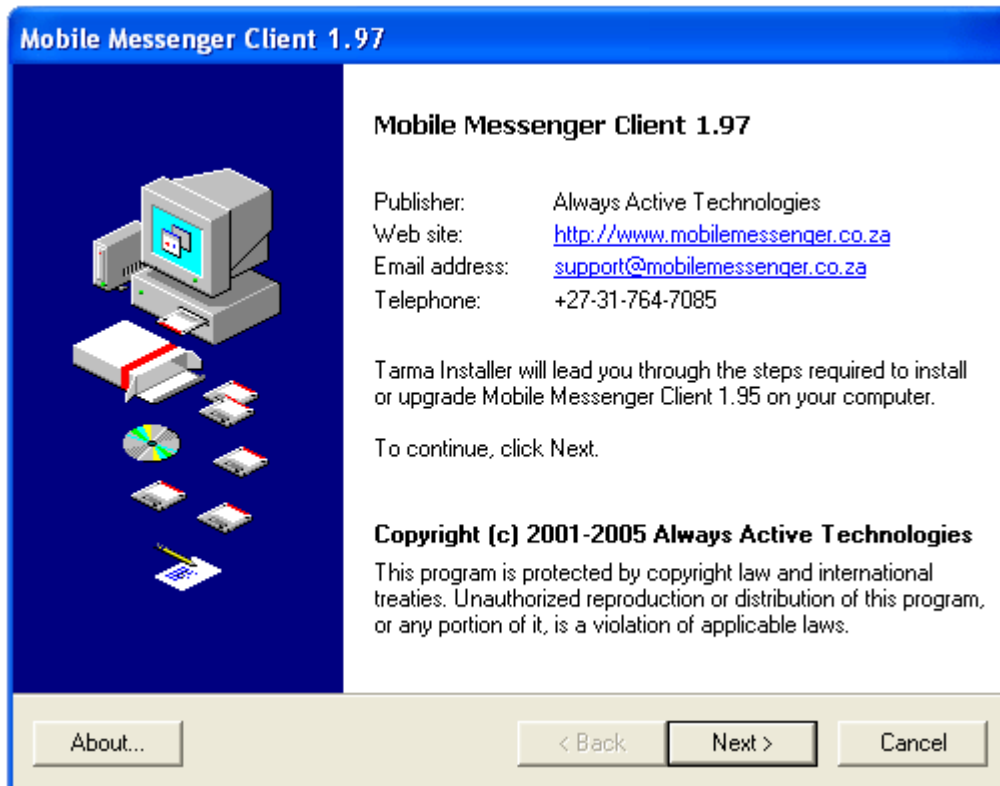 Mobile Messenger Client 1.97
Mobile Messenger Client 1.97
Publisher: Always Active Technologies
Web site: http://www.mobilemessenger.co.za
Email address: support@mobilemessenger.co.za
Telephone: +27-31-764-7085
Tarma Installer will lead you through the steps required to install
or upgrade Mobile Messenger Client 1.95 on your computer.
To continue, click Next.
Copyright (c) 2001-2005 Always Active Technologies
This program is protected by copyright law and international
treaties. Unauthorized reproduction or distribution of this program,
or any portion of it, is a violation of applicable laws.
About... < Back Next > Cancel